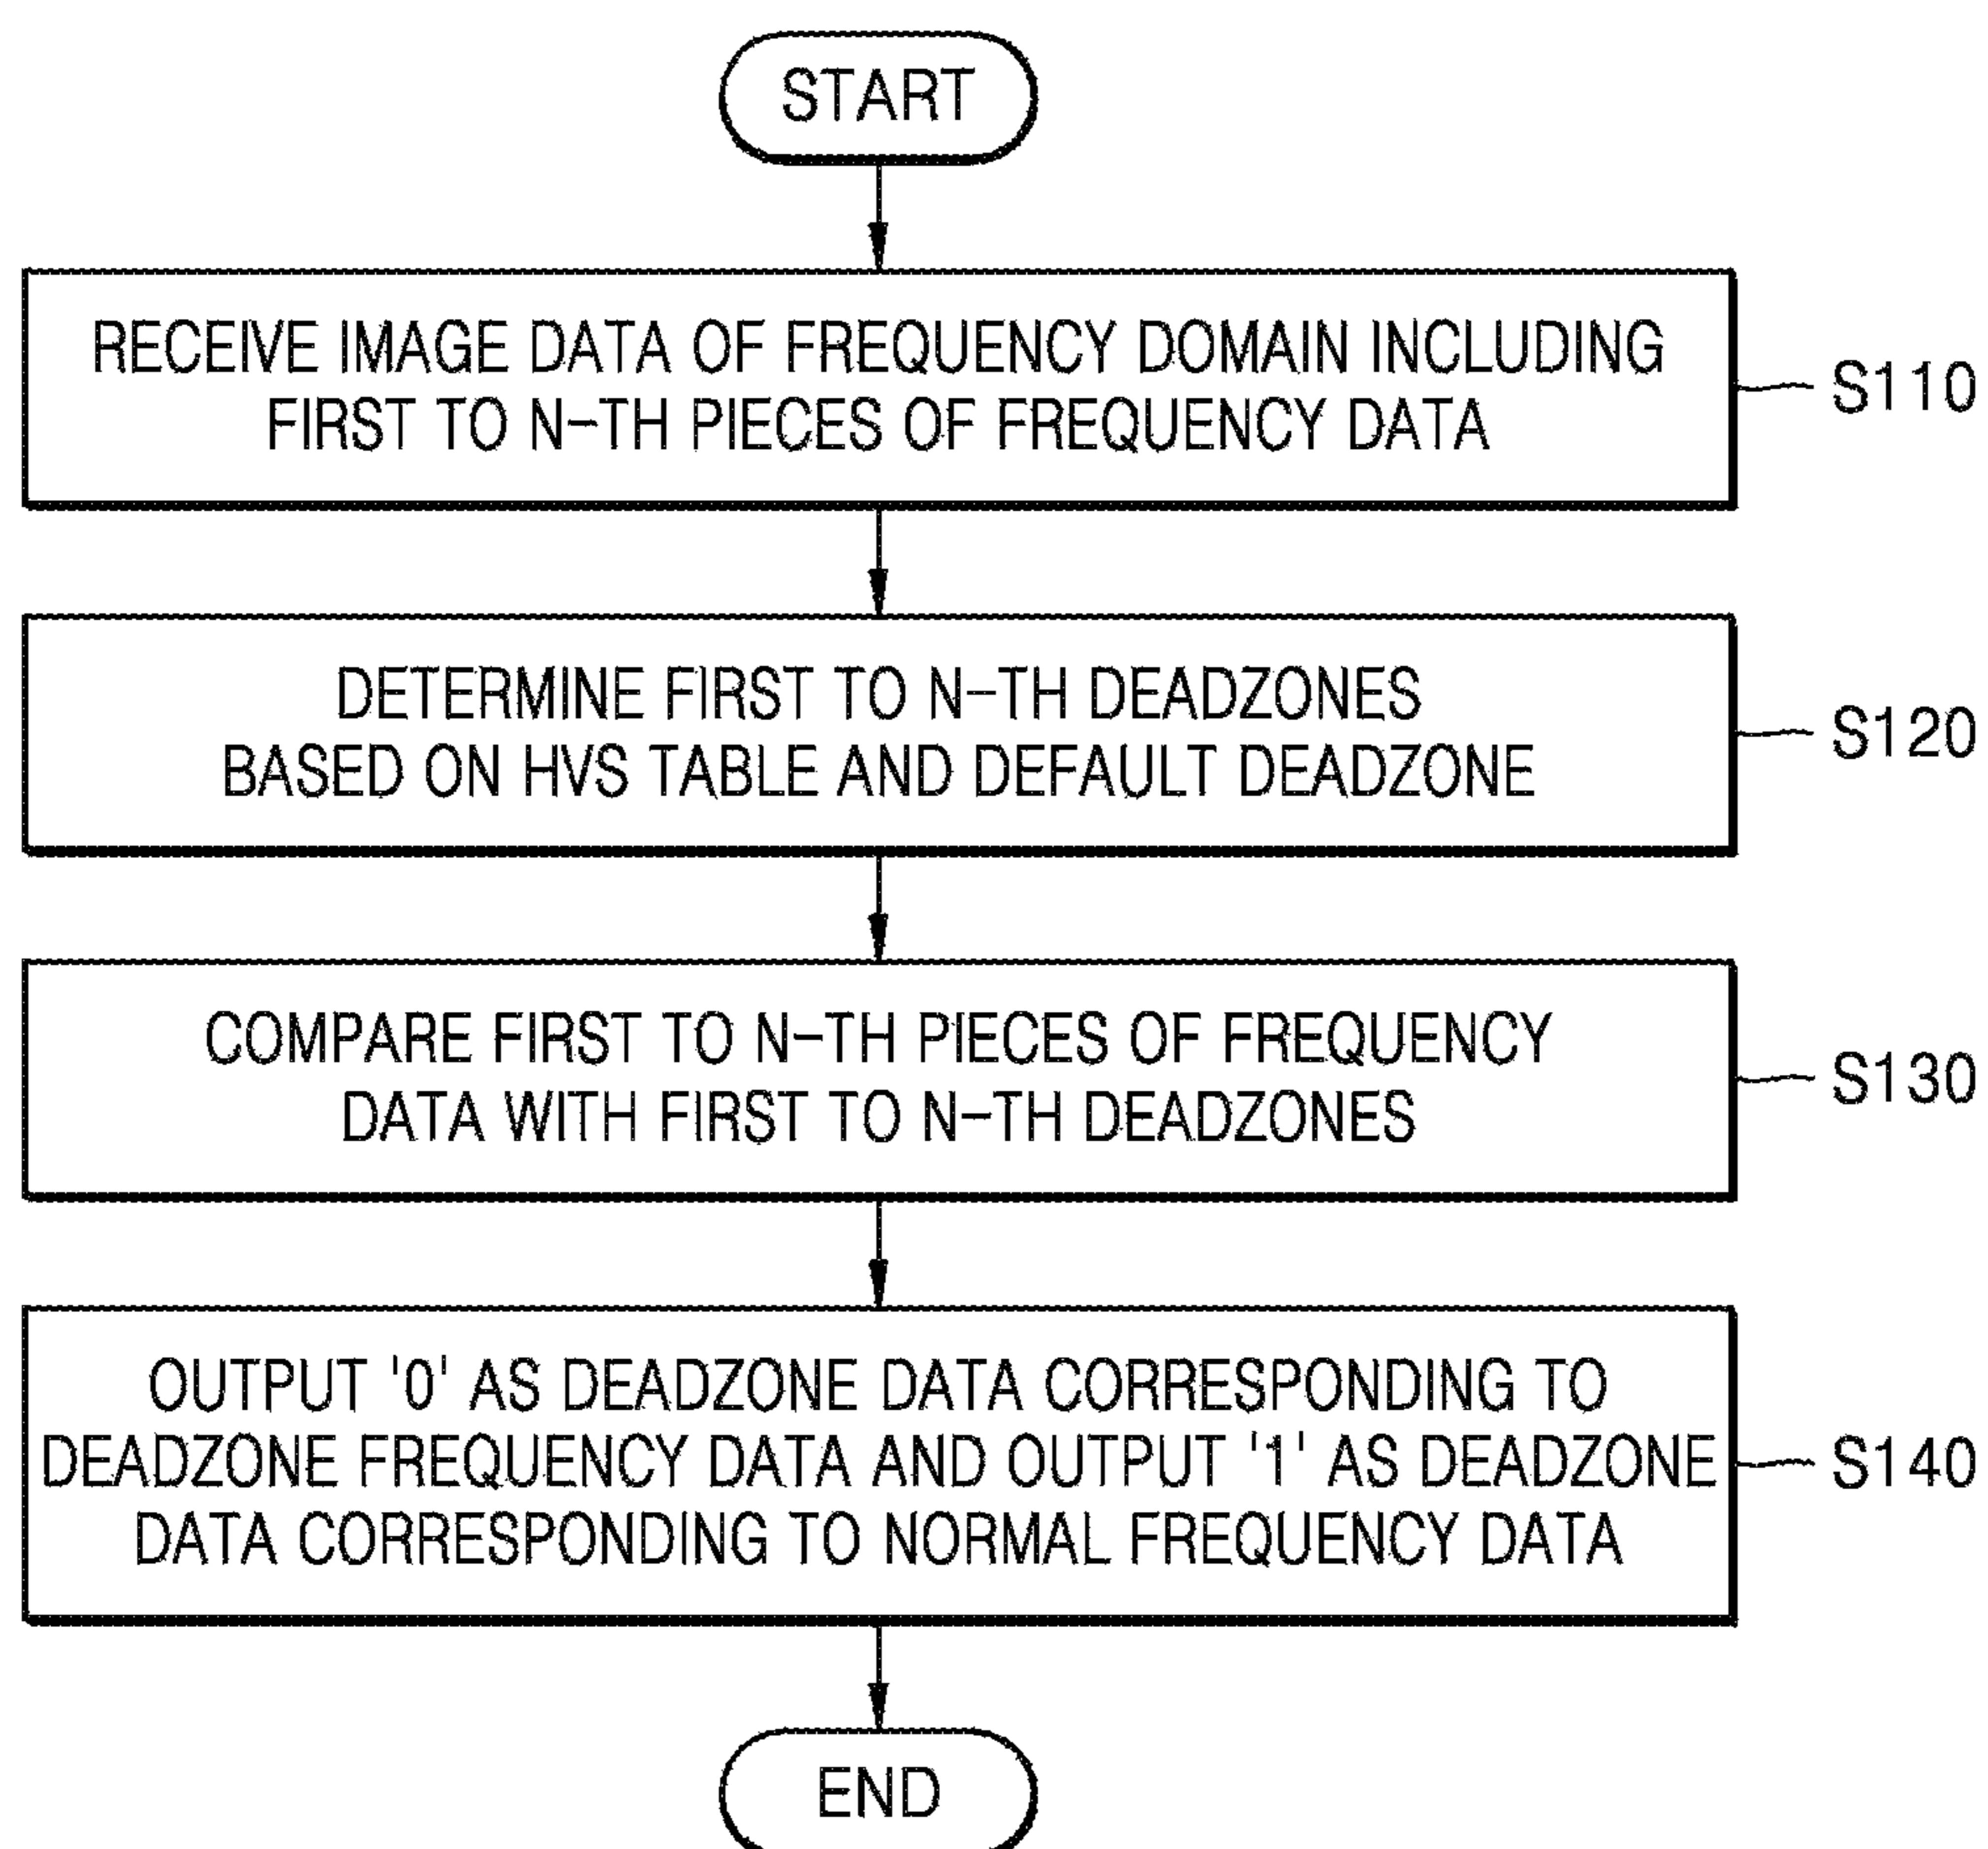 START
RECEIVE IMAGE DATA OF FREQUENCY DOMAIN INCLUDING
FIRST TO N-TH PIECES OF FREQUENCY DATA
S110
DETERMINE FIRST TO N-TH DEADZONES
BASED ON HVS TABLE AND DEFAULT DEADZONE
S120
COMPARE FIRST TO N-TH PIECES OF FREQUENCY
DATA WITH FIRST TO N-TH DEADZONES
S130
OUTPUT '0' AS DEADZONE DATA CORRESPONDING TO
DEADZONE FREQUENCY DATA AND OUTPUT '1' AS DEADZONE
DATA CORRESPONDING TO NORMAL FREQUENCY DATA
S140
END